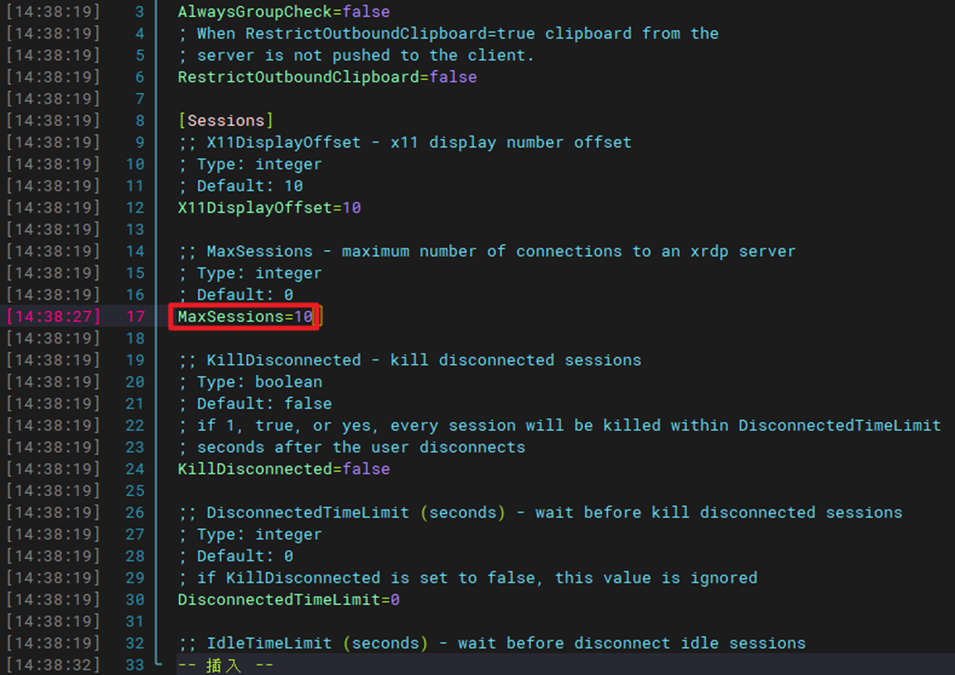 [14:38:19] 3 AlwaysGroupCheck=false
[14:38:19] 4 ; When RestrictOutboundClipboard=true clipboard from the
[14:38:19] 5 ; server is not pushed to the client.
[14:38:19] 6 RestrictOutboundClipboard=false
[14:38:19] 7
[14:38:19] 8 [Sessions]
[14:38:19] 9 ;; X11DisplayOffset - x11 display number offset
[14:38:19] 10 ; Type: integer
[14:38:19] 11 ; Default: 10
[14:38:19] 12 X11DisplayOffset=10
[14:38:19] 13
[14:38:19] 14 ;; MaxSessions - maximum number of connections to an xrdp server
[14:38:19] 15 ; Type: integer
[14:38:19] 16 ; Default: 0
[14:38:27] 17 MaxSessions=10
[14:38:19] 18
[14:38:19] 19 ;; KillDisconnected - kill disconnected sessions
[14:38:19] 20 ; Type: boolean
[14:38:19] 21 ; Default: false
[14:38:19] 22 ; if 1, true, or yes, every session will be killed within DisconnectedTimeLimit
[14:38:19] 23 ; seconds after the user disconnects
[14:38:19] 24 KillDisconnected=false
[14:38:19] 25
[14:38:19] 26 ;; DisconnectedTimeLimit (seconds) - wait before kill disconnected sessions
[14:38:19] 27 ; Type: integer
[14:38:19] 28 ; Default: 0
[14:38:19] 29 ; if KillDisconnected is set to false, this value is ignored
[14:38:19] 30 DisconnectedTimeLimit=0
[14:38:19] 31
[14:38:19] 32 ;; IdleTimeLimit (seconds) - wait before disconnect idle sessions
[14:38:32] 33 -- 插入 --